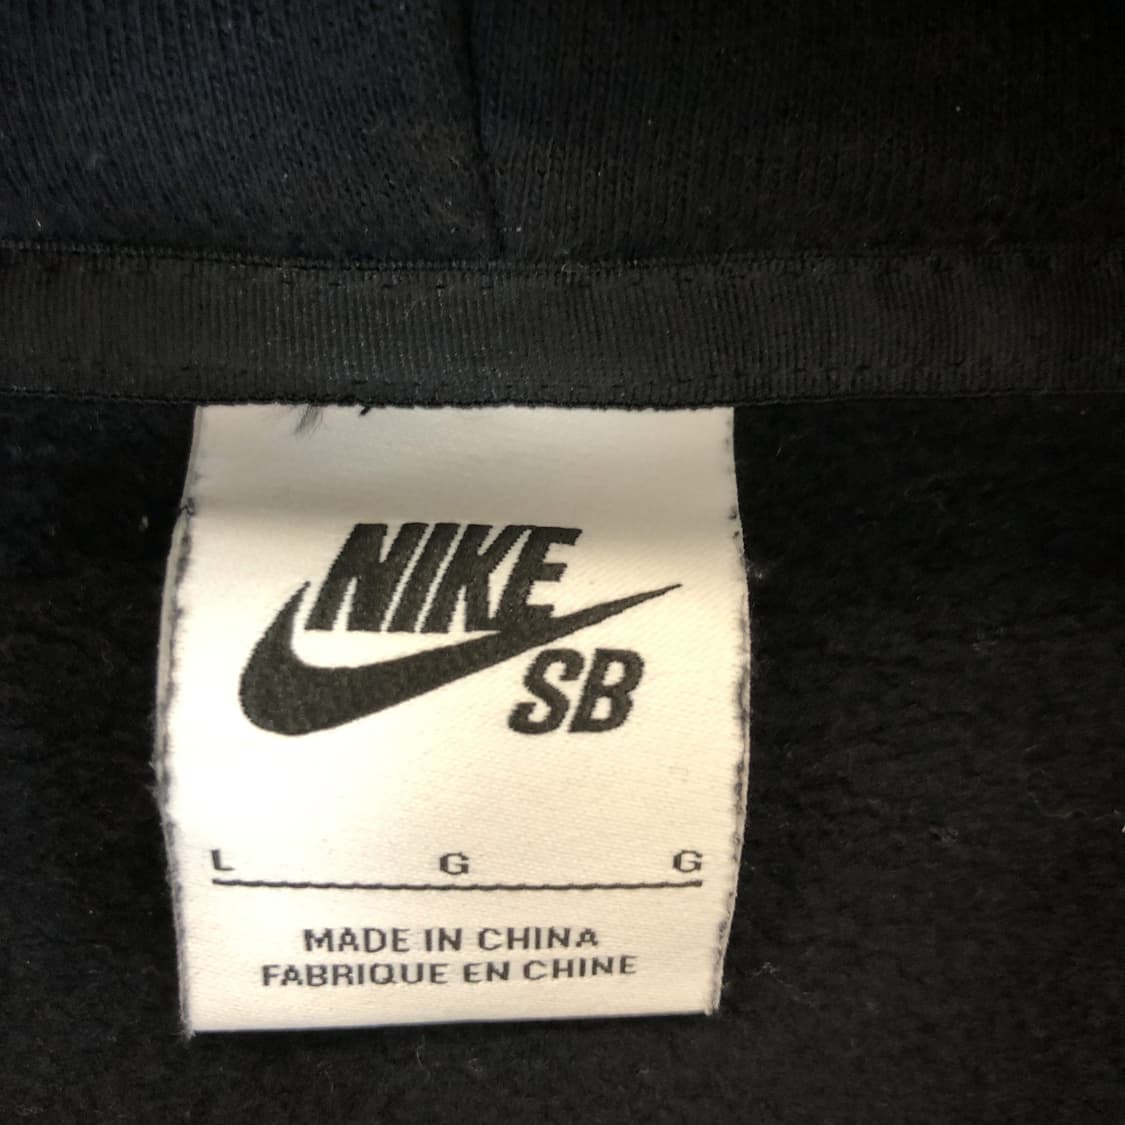 NIKE
SB
L G G
MADE IN CHINA
FABRIQUE EN CHINE